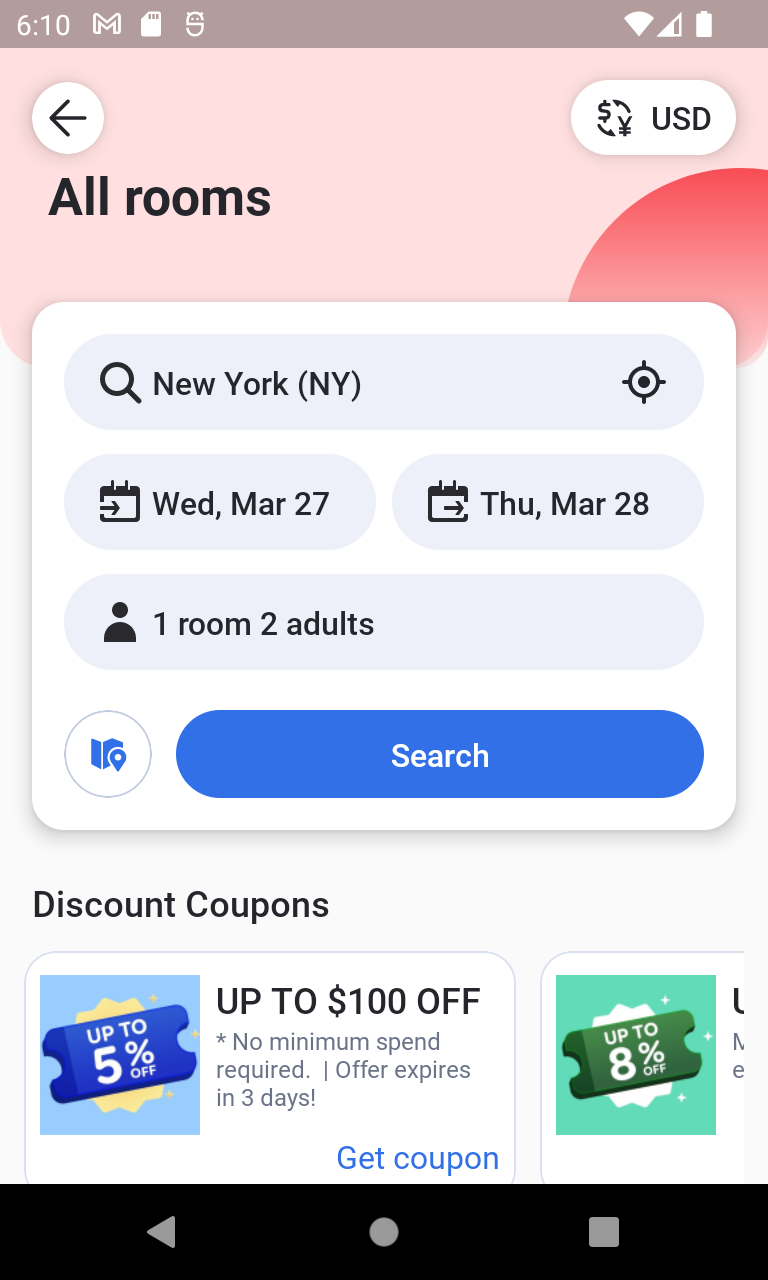 6:10
USD
All rooms
New York (NY)
Wed, Mar 27
Thu, Mar 28
1 room 2 adults
Search
Discount Coupons
UP TO
5%
OFF
UP TO $100 OFF
* No minimum spend
required.  | Offer expires
in 3 days!
Get coupon
UP TO
8%
OFF